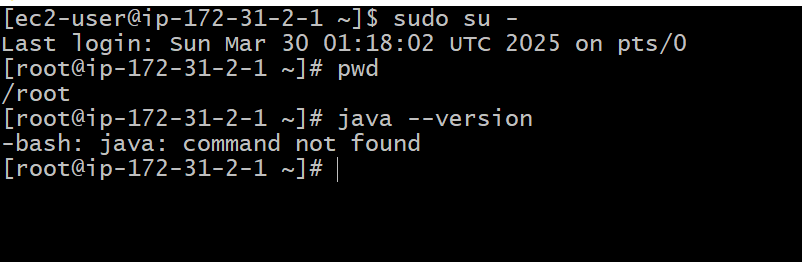 [ec2-user@ip-172-31-2-1 ~]$ sudo su -
Last login: Sun Mar 30 01:18:02 UTC 2025 on pts/0
[root@ip-172-31-2-1 ~]# pwd
/root
[root@ip-172-31-2-1 ~]# java --version
-bash: java: command not found
[root@ip-172-31-2-1 ~]#